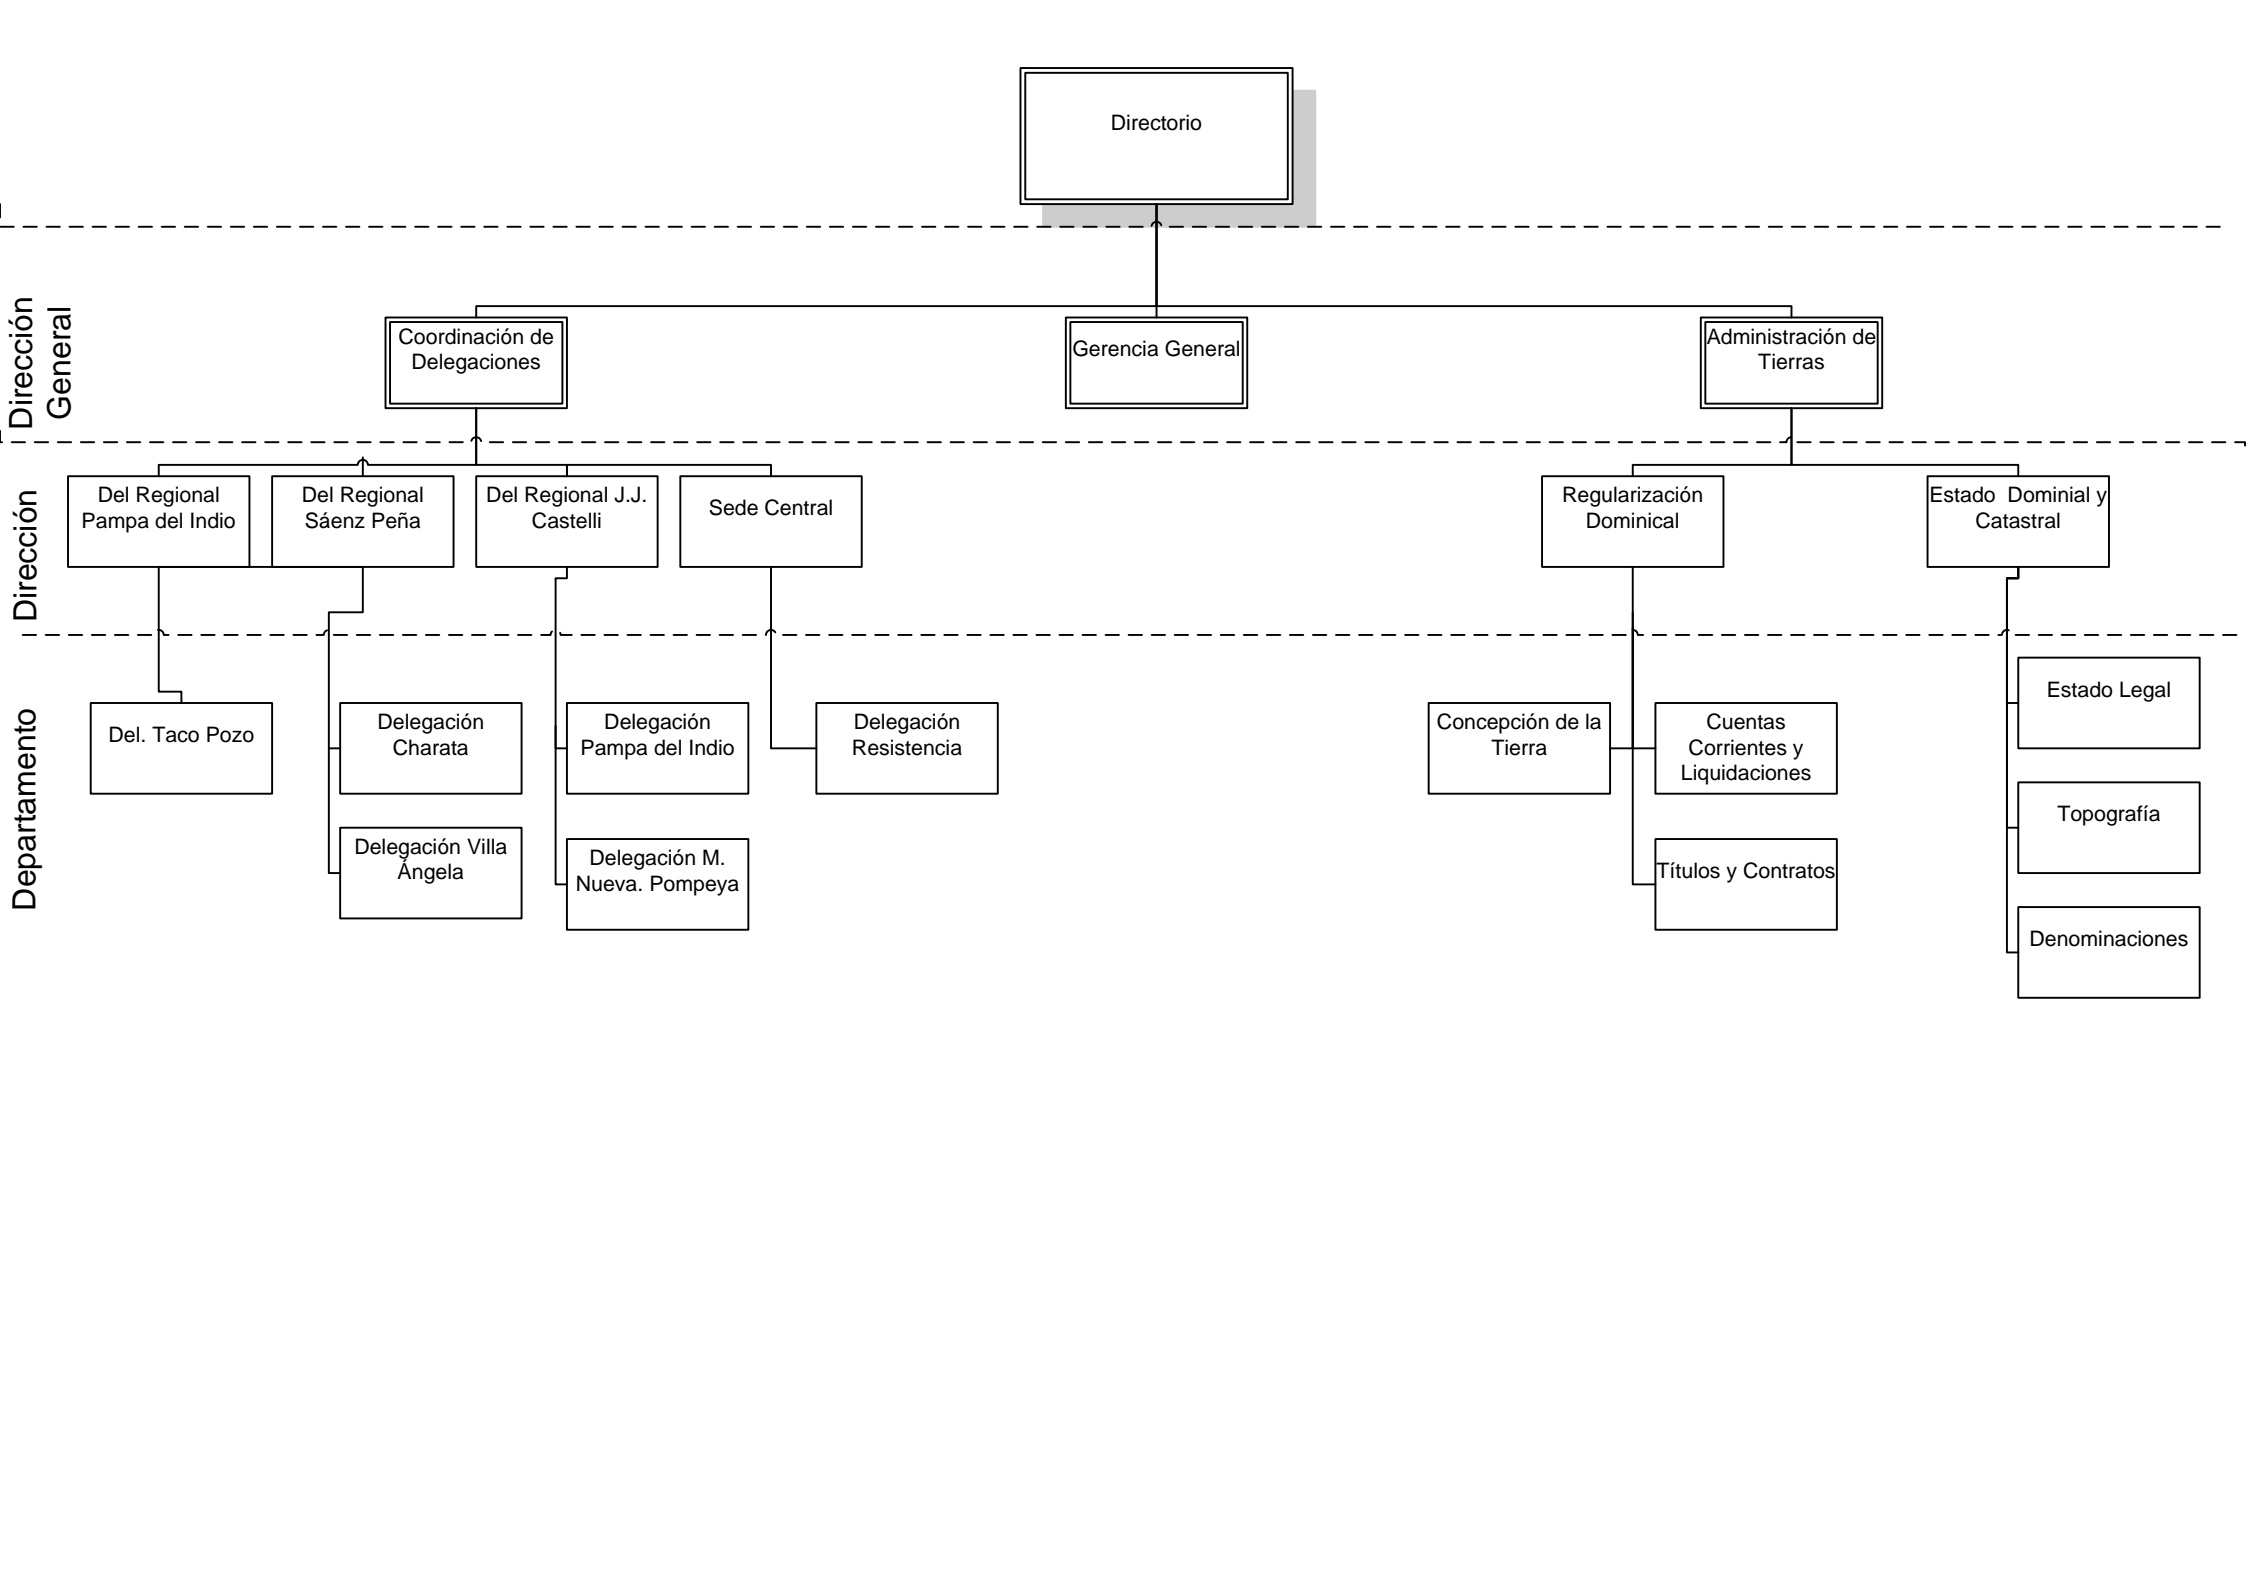 Directorio
Dirección
General
Coordinación de
Delegaciones
Gerencia General
Administración de
Tierras
Dirección
Del Regional
Pampa del Indio
Del Regional
Sáenz Peña
Del Regional J.J.
Castelli
Sede Central
Regularización
Dominical
Estado  Dominial y
Catastral
Departamento
Del. Taco Pozo
Delegación
Charata
Delegación
Pampa del Indio
Delegación
Resistencia
Concepción de la
Tierra
Cuentas
Corrientes y
Liquidaciones
Estado Legal
Delegación Villa
Ángela
Delegación M.
Nueva. Pompeya
Títulos y Contratos
Topografía
Denominaciones